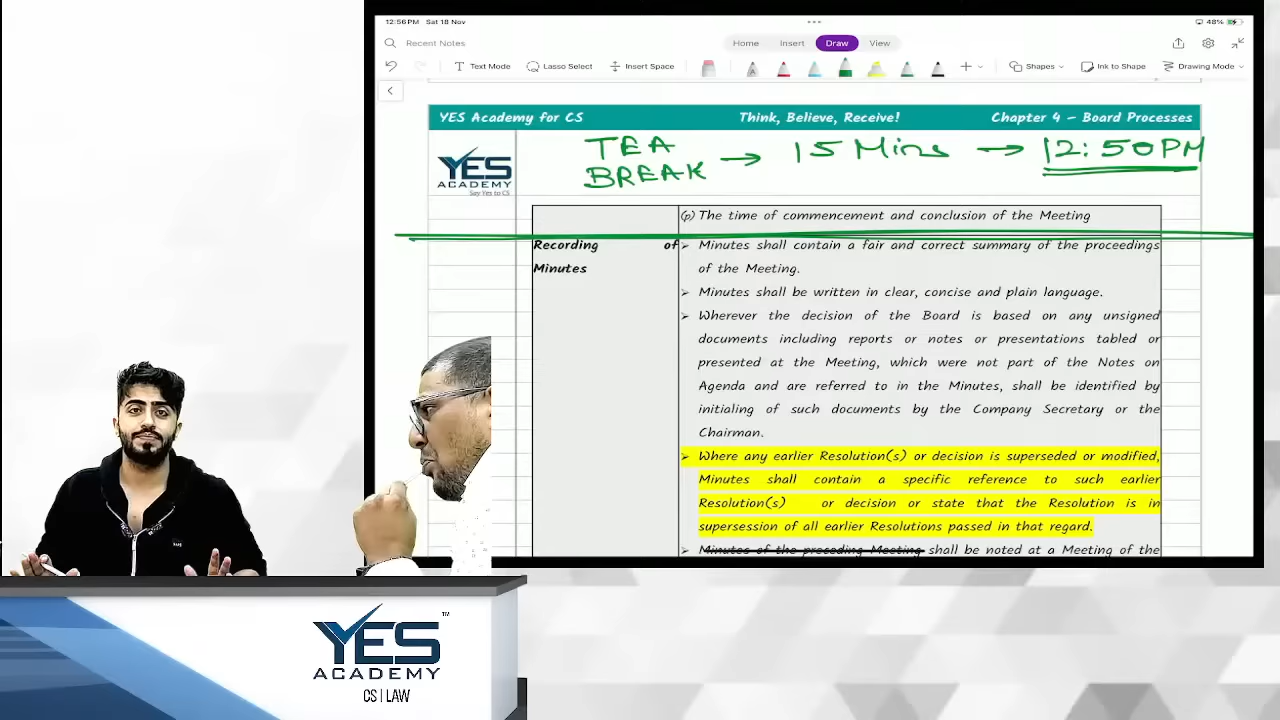 12:56 PM Sat 18 Nov
48%
Recent Notes
Home Insert Draw View
Text Mode Lasso Select Insert Space Shapes Ink to Shape Drawing Mode
YES Academy for CS Think, Believe, Receive! Chapter 4 – Board Processes
YES
ACADEMY
Say Yes to CS
TEA
BREAK → 15 Mins → 12:50PM
(p) The time of commencement and conclusion of the Meeting
Recording of
Minutes
➢ Minutes shall contain a fair and correct summary of the proceedings
of the Meeting.
➢ Minutes shall be written in clear, concise and plain language.
➢ Wherever the decision of the Board is based on any unsigned
documents including reports or notes or presentations tabled or
presented at the Meeting, which were not part of the Notes on
Agenda and are referred to in the Minutes, shall be identified by
initialing of such documents by the Company Secretary or the
Chairman.
➢ Where any earlier Resolution(s) or decision is superseded or modified,
Minutes shall contain a specific reference to such earlier
Resolution(s) or decision or state that the Resolution is in
supersession of all earlier Resolutions passed in that regard.
➢ Minutes of the preceding Meeting shall be noted at a Meeting of the
YES™
ACADEMY
CS | LAW